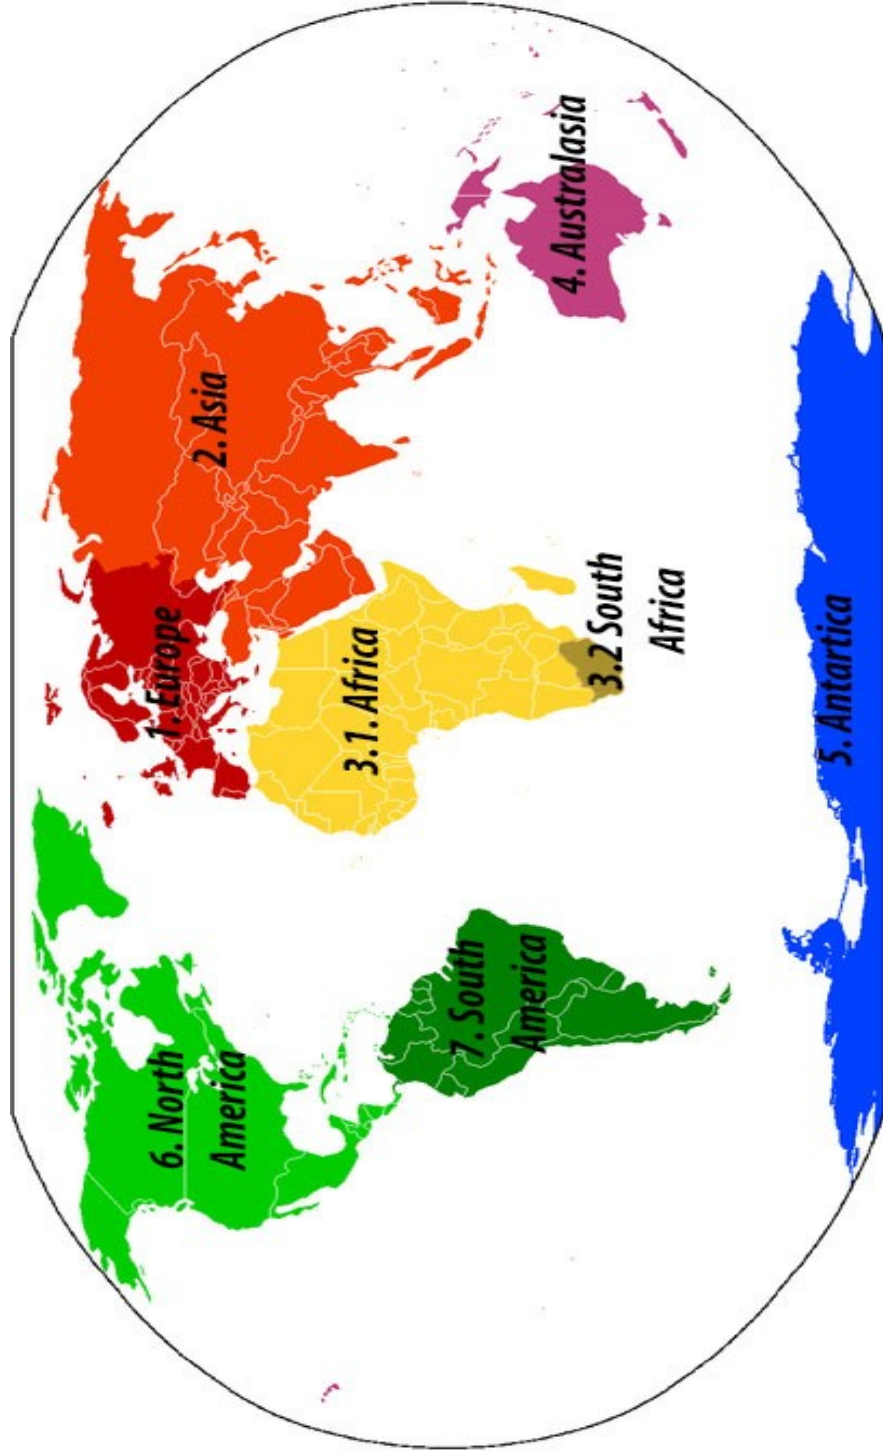 1. Europe
2. Asia
3.1. Africa
3.2 South
Africa
4. Australasia
5. Antartica
6. North
America
7. South
America